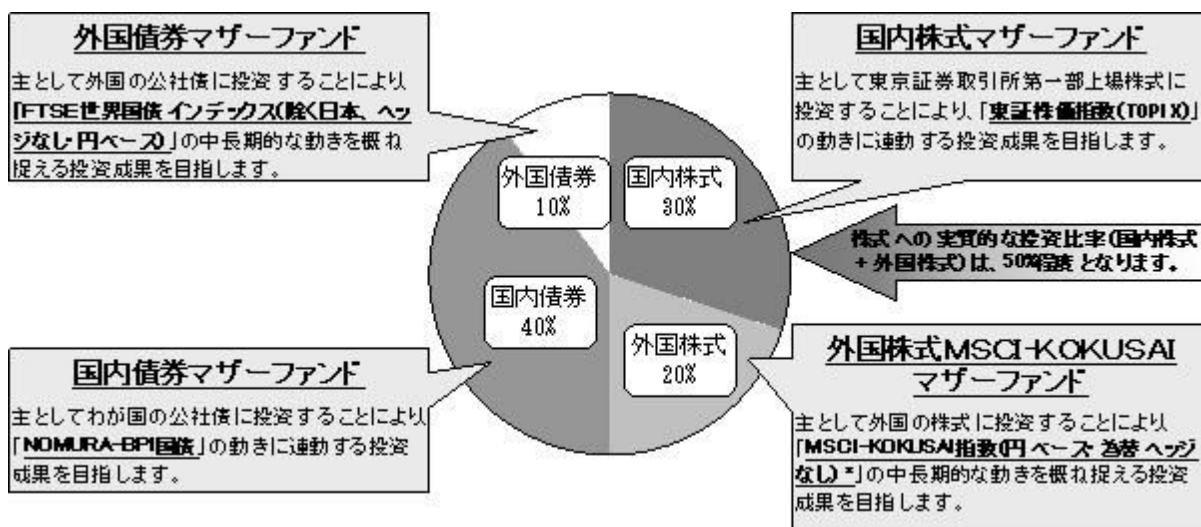 外国債券マザーファンド
主として外国の公社債に投資することにより
「FTSE世界国債インデックス(除く日本、ヘッ
ジなし・円ベース)」の中長期的な動きを概ね
捉える投資成果を目指します。
国内株式マザーファンド
主として東京証券取引所第一部上場株式に
投資することにより、「東証株価指数(TOPIX)」
の動きに連動する投資成果を目指します。
外国債券
10%
国内株式
30%
株式への実質的な投資比率(国内株式
+外国株式)は、50%程度となります。
国内債券
40%
外国株式
20%
国内債券マザーファンド
主としてわが国の公社債に投資することにより
「NOMURA-BPI国債」の動きに連動する投資
成果を目指します。
外国株式MSCI-KOKUSAI
マザーファンド
主として外国の株式に投資することにより
「MSCI-KOKUSAI指数(円ベース・為替ヘッジ
なし)*」の中長期的な動きを概ね捉える投資
成果を目指します。